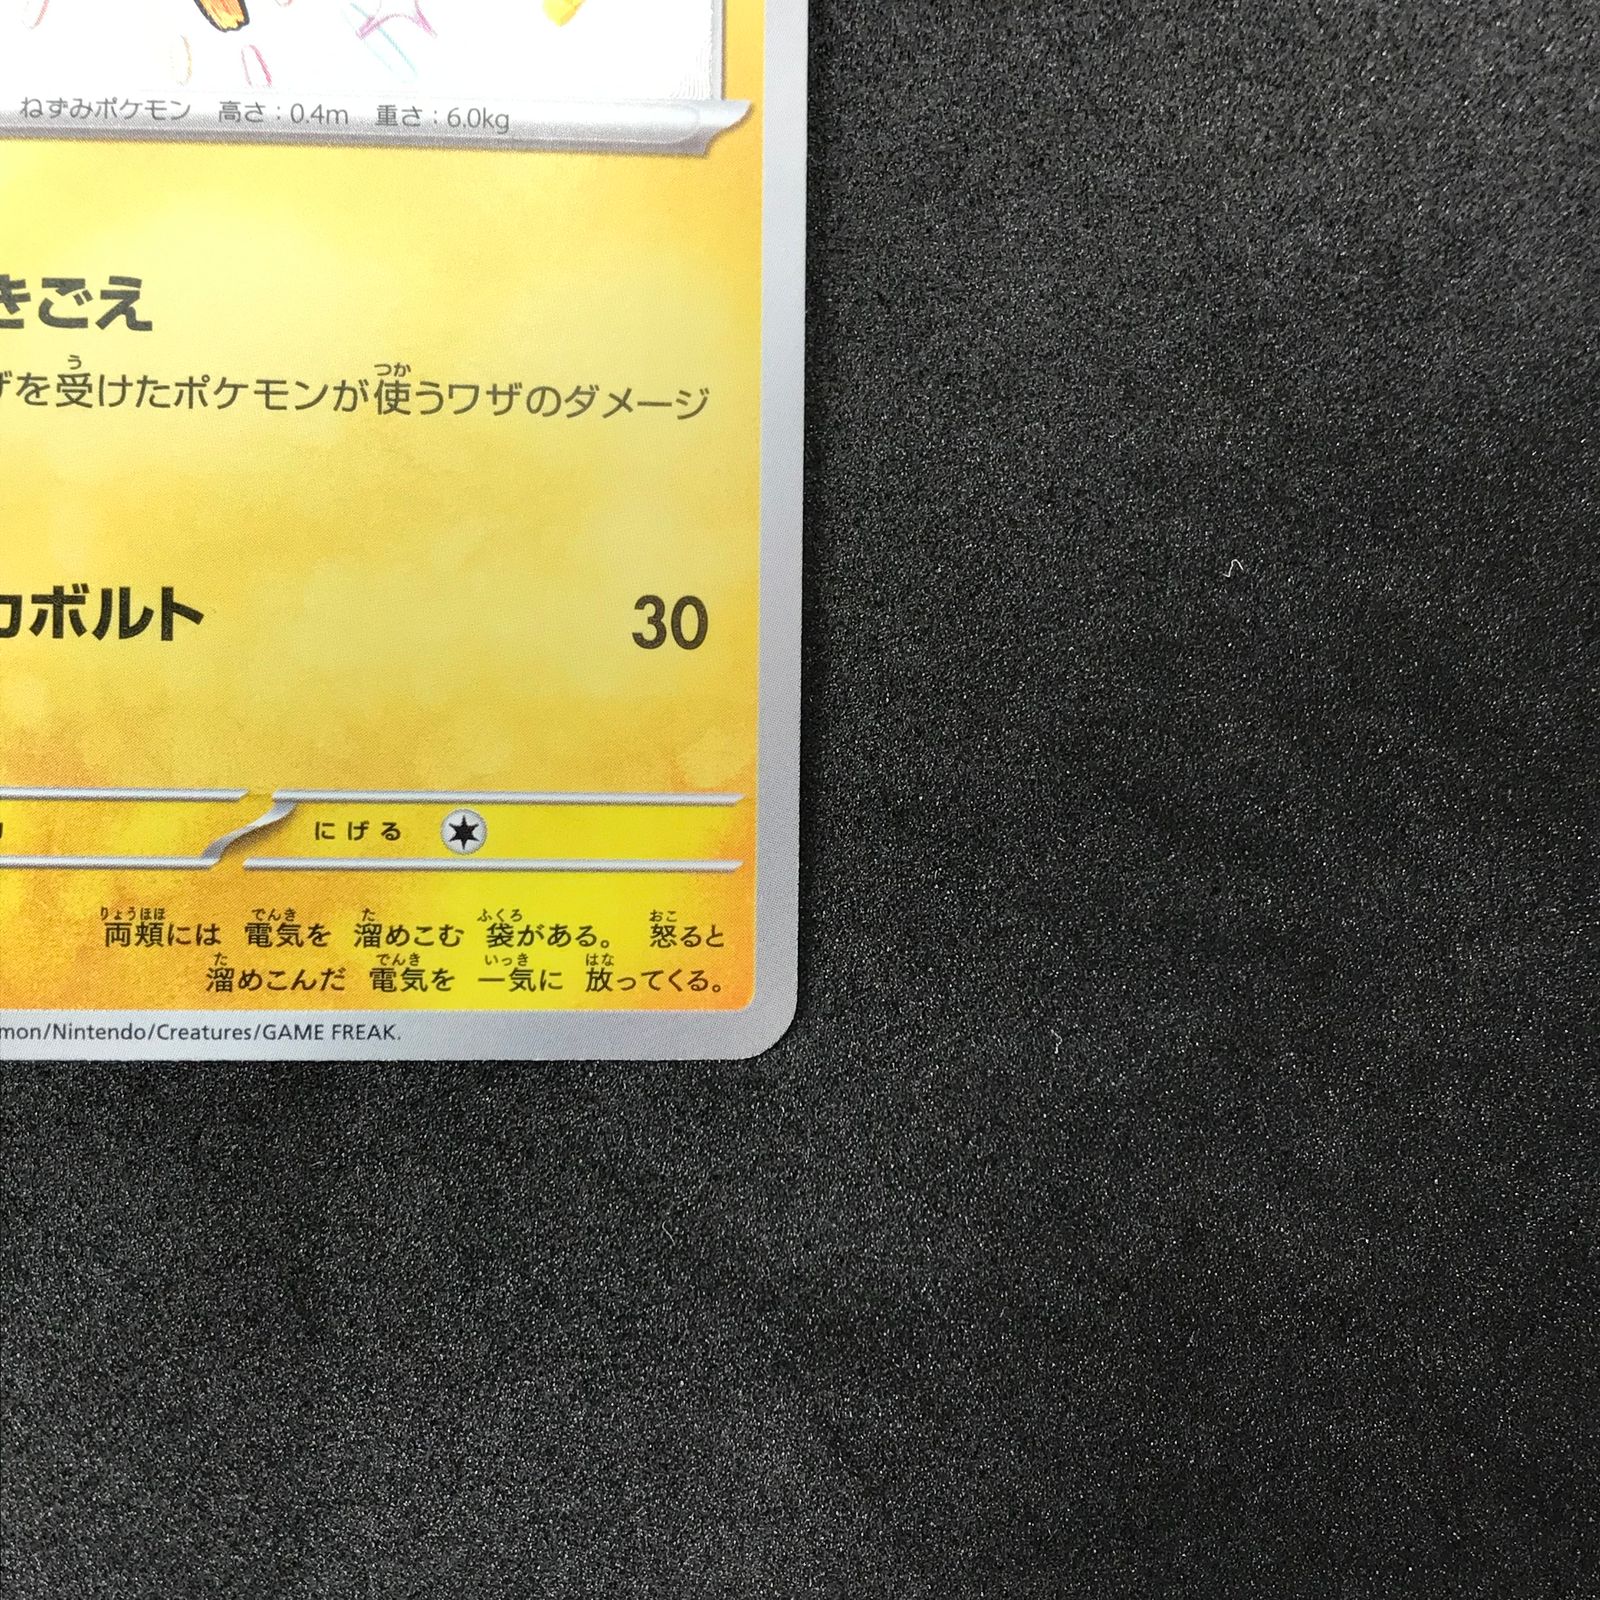 ねずみポケモン 高さ:0.4m 重さ:6.0kg
きごえ
ザを受けたポケモンが使うワザのダメージ
カボルト 30
にげる
両頬には 電気を 溜めこむ 袋がある。 怒ると
溜めこんだ 電気を 一気に 放ってくる。
mon/Nintendo/Creatures/GAME FREAK.